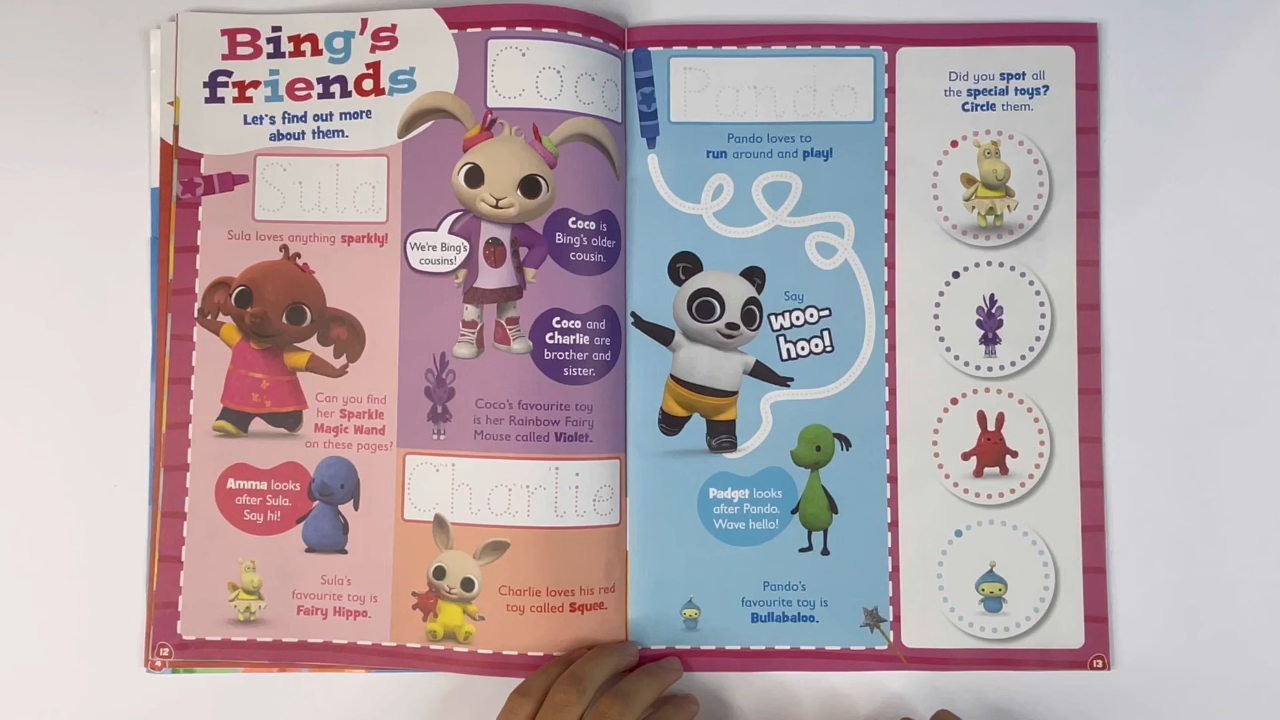 Bing's
friends
Let's find out more
about them.
Sula
Sula loves anything sparkly!
Can you find
her Sparkle
Magic Wand
on these pages?
Amma looks
after Sula.
Say hi!
Sula's
favourite toy is
Fairy Hippo.
Coco
We're Bing's
cousins!
Coco is
Bing's older
cousin.
Coco and
Charlie are
brother and
sister.
Coco's favourite toy
is her Rainbow Fairy
Mouse called Violet.
Charlie
Charlie loves his red
toy called Squee.
12
4
Pando
Pando loves to
run around and play!
Say
woo-
hoo!
Padget looks
after Pando.
Wave hello!
Pando's
favourite toy is
Bullabaloo.
Did you spot all
the special toys?
Circle them.
13